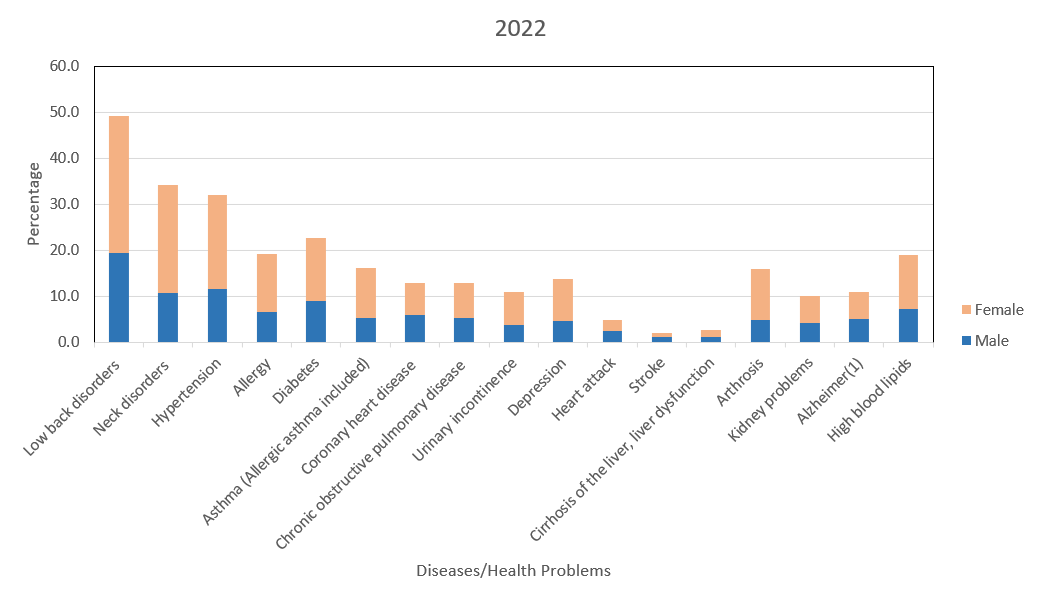 2022
60.0
50.0
40.0
30.0
20.0
10.0
0.0
Percentage
Low back disorders
Neck disorders
Hypertension
Allergy
Diabetes
Asthma (Allergic asthma included)
Coronary heart disease
Chronic obstructive pulmonary disease
Urinary incontinence
Depression
Heart attack
Stroke
Cirrhosis of the liver, liver dysfunction
Arthrosis
Kidney problems
Alzheimer(1)
High blood lipids
Diseases/Health Problems
Female
Male